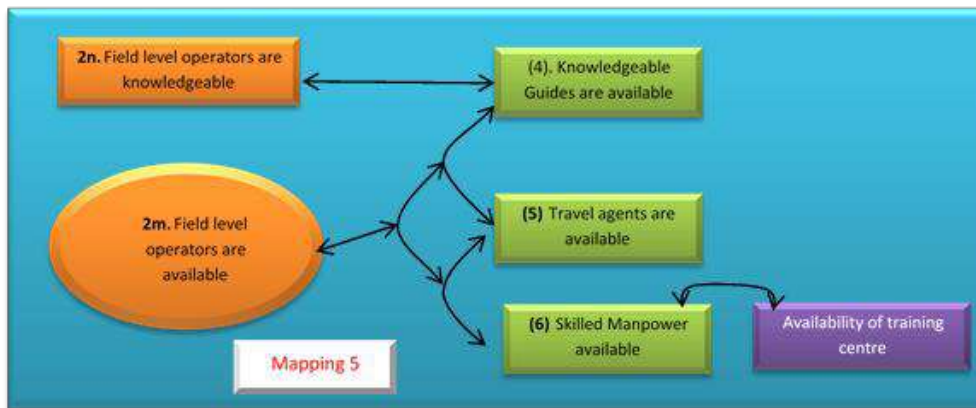 2n. Field level operators are
knowledgeable
(4). Knowledgeable
Guides are available
2m. Field level
operators are
available
(5) Travel agents are
available
(6) Skilled Manpower
available
Availability of training
centre
Mapping 5